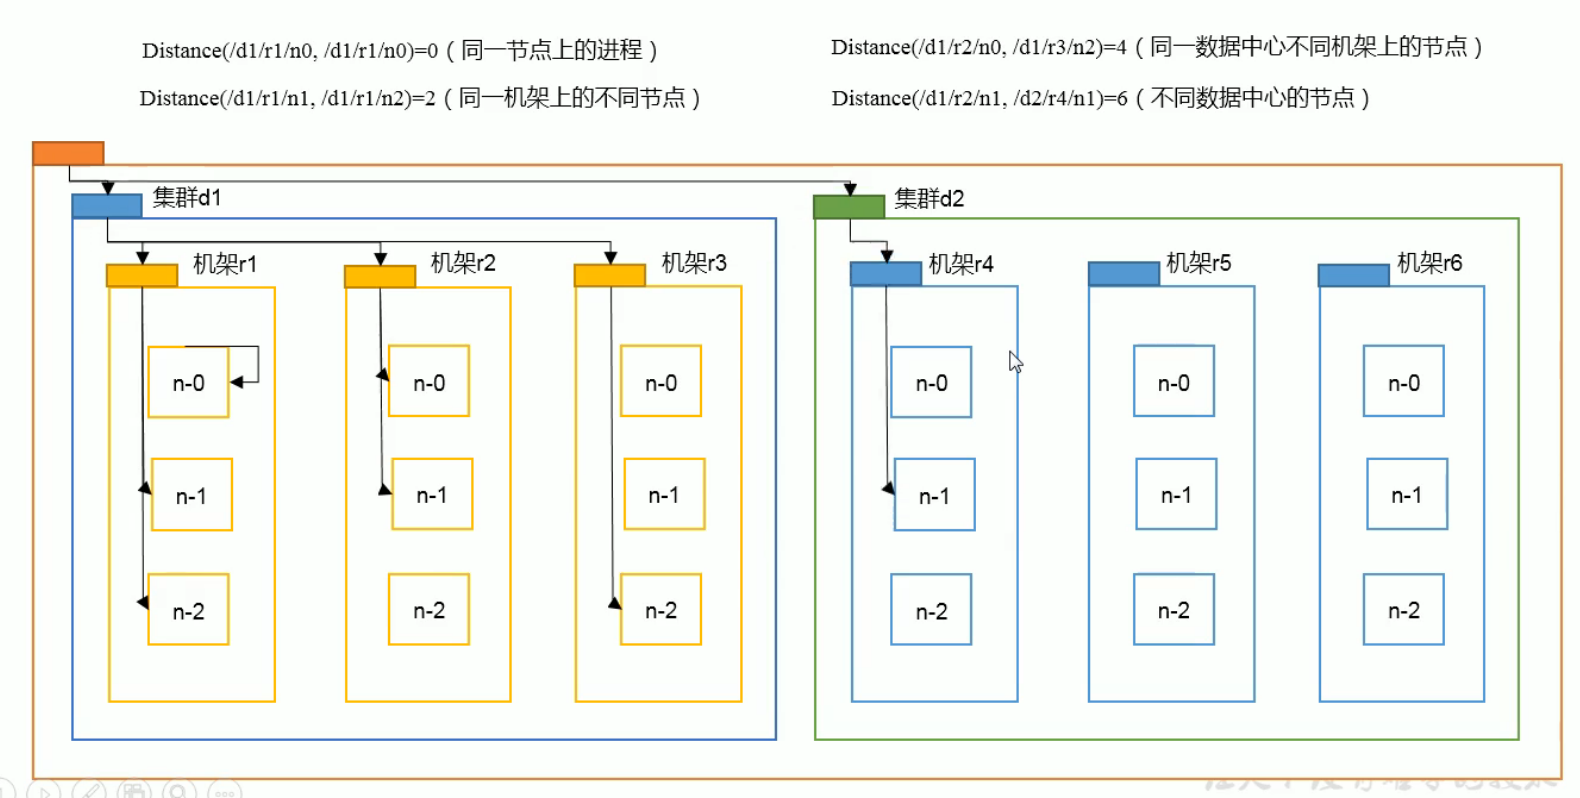 Distance(/d1/r1/n0, /d1/r1/n0)=0（同一节点上的进程）
Distance(/d1/r2/n0, /d1/r3/n2)=4（同一数据中心不同机架上的节点）
Distance(/d1/r1/n1, /d1/r1/n2)=2（同一机架上的不同节点）
Distance(/d1/r2/n1, /d2/r4/n1)=6（不同数据中心的节点）
集群d1
集群d2
机架r1
机架r2
机架r3
机架r4
机架r5
机架r6
n-0
n-0
n-0
n-0
n-0
n-0
n-1
n-1
n-1
n-1
n-1
n-1
n-2
n-2
n-2
n-2
n-2
n-2